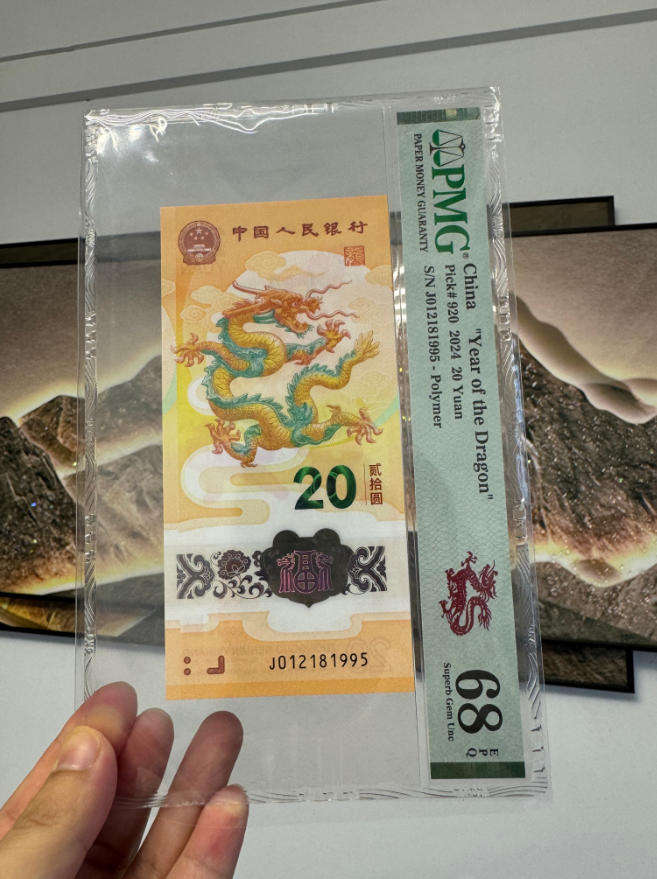 中国人民银行
20
贰拾圆
J012181995
PMG®
PAPER MONEY GUARANTY
China "Year of the Dragon"
Pick# 920 2024 20 Yuan
S/N J012181995 - Polymer
68
EPQ
Superb Gem Unc